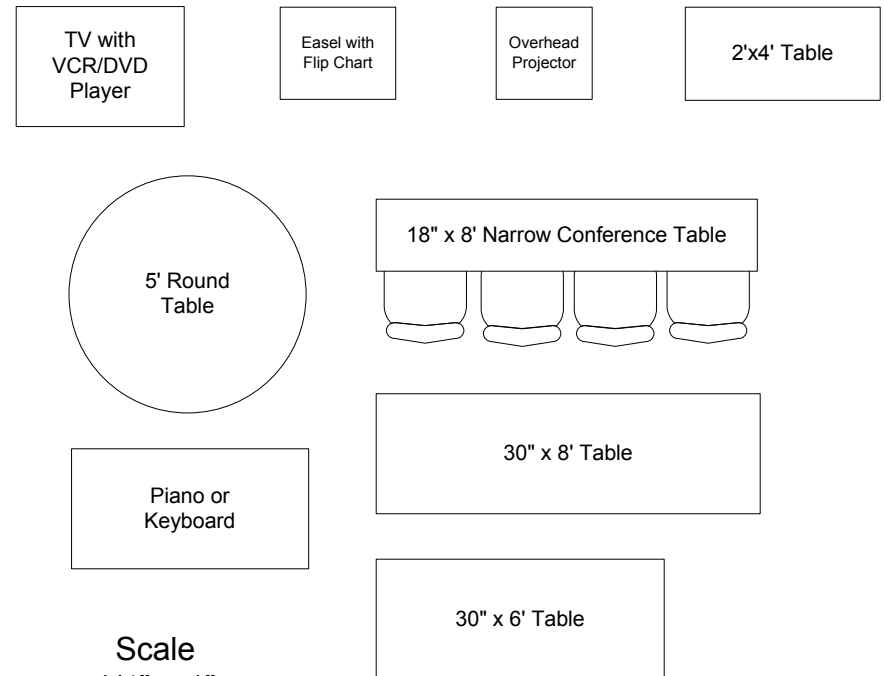 TV with
VCR/DVD
Player
Easel with
Flip Chart
Overhead
Projector
2'x4' Table
18" x 8' Narrow Conference Table
5' Round
Table
30" x 8' Table
Piano or
Keyboard
30" x 6' Table
Scale